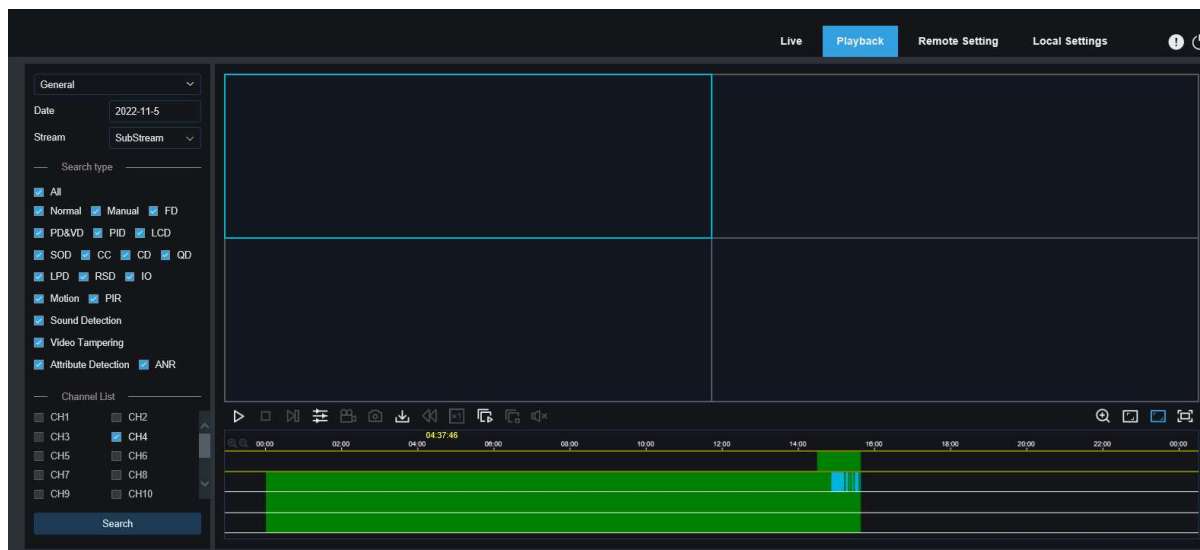 Live Playback Remote Setting Local Settings
General
Date 2022-11-5
Stream SubStream
Search type
All
Normal Manual FD
PD&VD PID LCD
SOD CC CD QD
LPD RSD IO
Motion PIR
Sound Detection
Video Tampering
Attribute Detection ANR
Channel List
CH1 CH2
CH3 CH4
CH5 CH6
CH7 CH8
CH9 CH10
Search
×1
04:37:46
00:00 02:00 04:00 06:00 08:00 10:00 12:00 14:00 16:00 18:00 20:00 22:00 00:00